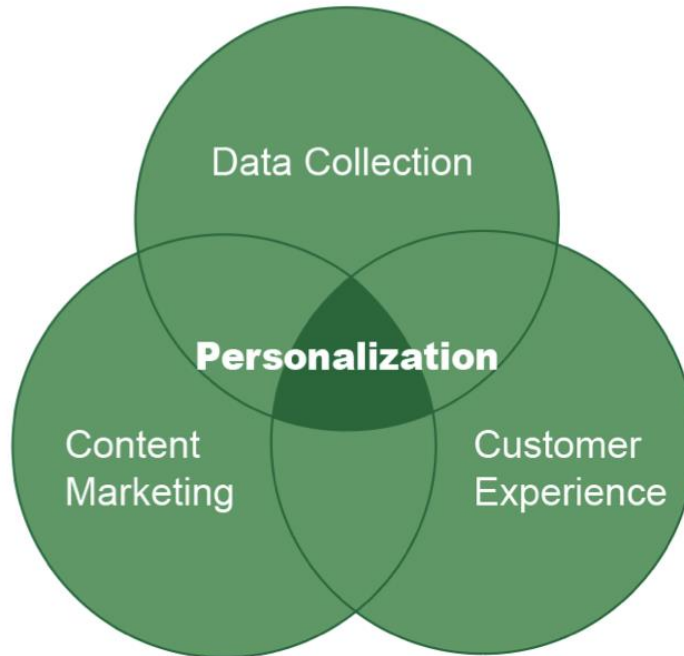 Data Collection
Personalization
Content
Marketing
Customer
Experience